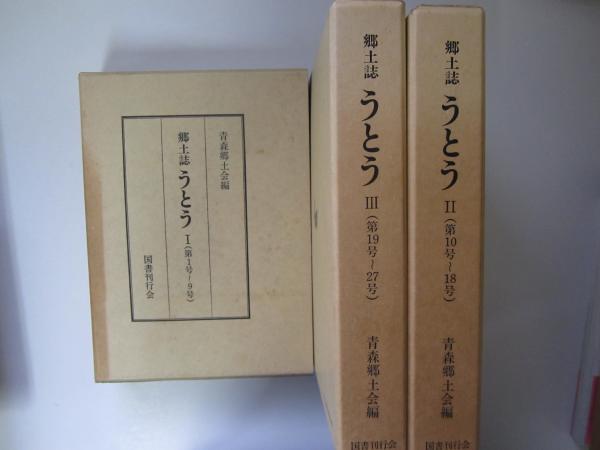 青森郷土会編
郷土誌 うとう Ⅰ（第1号～9号）
国書刊行会
郷土誌 うとう Ⅲ（第19号～27号）
青森郷土会編
国書刊行会
郷土誌 うとう Ⅱ（第10号～18号）
青森郷土会編
国書刊行会